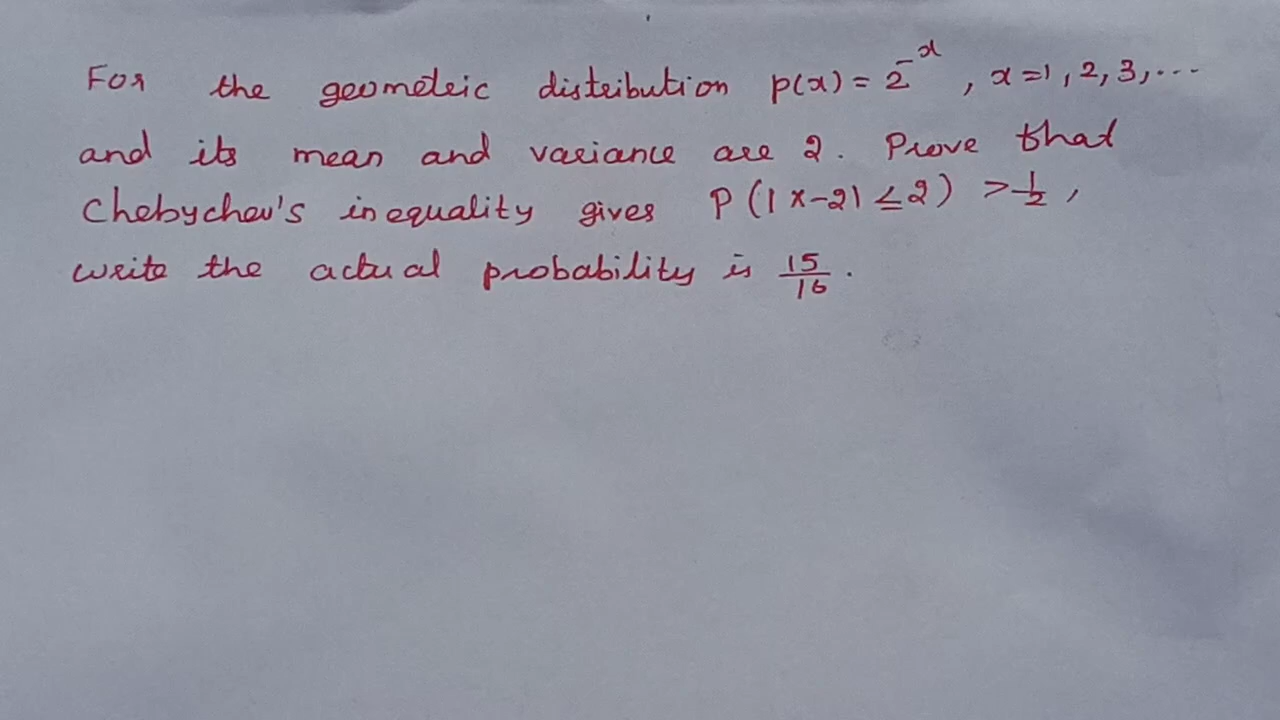 For the geometric distribution p(x) = 2^-x , x=1, 2, 3, ...
and its mean and variance are 2. Prove that
Chebychev's inequality gives P(|x-2| ≤ 2) > 1/2 ,
write the actual probability is 15/16 .